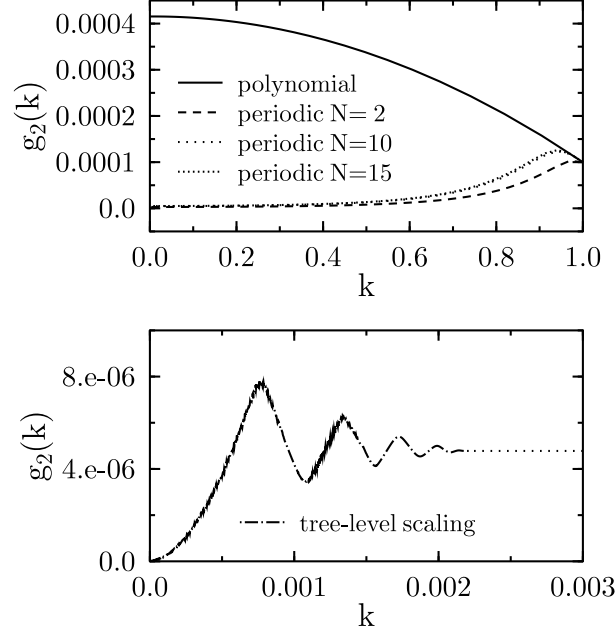 0.0004
0.0003
0.0002
0.0001
0.0
g₂(k)
polynomial
periodic N= 2
periodic N=10
periodic N=15
0.0 0.2 0.4 0.6 0.8 1.0
k
8.e-06
4.e-06
0.0
g₂(k)
tree-level scaling
0.0 0.001 0.002 0.003
k